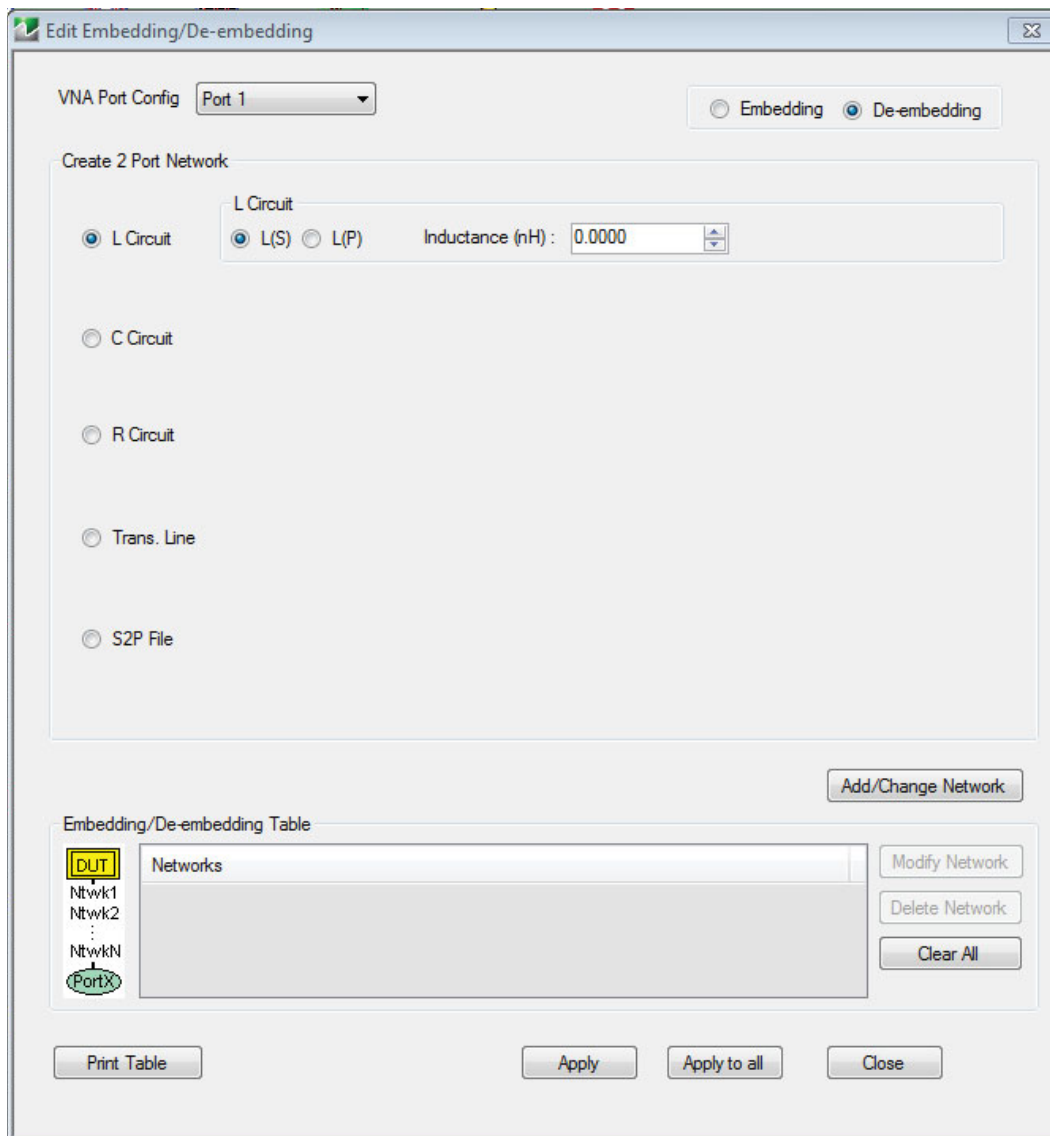 Edit Embedding/De-embedding
VNA Port Config Port 1
Embedding De-embedding
Create 2 Port Network
L Circuit
L Circuit L(S) L(P) Inductance (nH) : 0.0000
C Circuit
R Circuit
Trans. Line
S2P File
Add/Change Network
Embedding/De-embedding Table
DUT
Ntwk1
Ntwk2
:
NtwkN
PortX
Networks
Modify Network
Delete Network
Clear All
Print Table Apply Apply to all Close